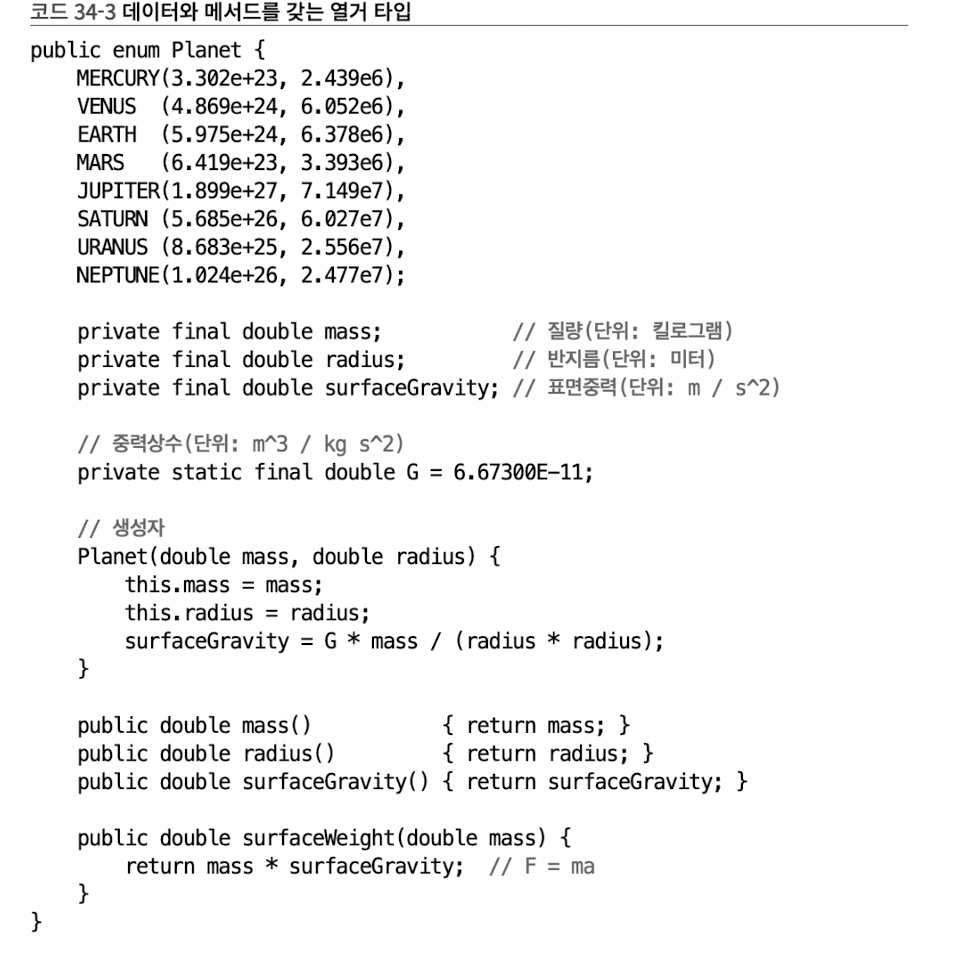 코드 34-3 데이터와 메서드를 갖는 열거 타입
public enum Planet {
    MERCURY(3.302e+23, 2.439e6),
    VENUS  (4.869e+24, 6.052e6),
    EARTH  (5.975e+24, 6.378e6),
    MARS   (6.419e+23, 3.393e6),
    JUPITER(1.899e+27, 7.149e7),
    SATURN (5.685e+26, 6.027e7),
    URANUS (8.683e+25, 2.556e7),
    NEPTUNE(1.024e+26, 2.477e7);

    private final double mass;           // 질량(단위: 킬로그램)
    private final double radius;         // 반지름(단위: 미터)
    private final double surfaceGravity; // 표면중력(단위: m / s^2)

    // 중력상수(단위: m^3 / kg s^2)
    private static final double G = 6.67300E-11;

    // 생성자
    Planet(double mass, double radius) {
        this.mass = mass;
        this.radius = radius;
        surfaceGravity = G * mass / (radius * radius);
    }

    public double mass()           { return mass; }
    public double radius()         { return radius; }
    public double surfaceGravity() { return surfaceGravity; }

    public double surfaceWeight(double mass) {
        return mass * surfaceGravity;  // F = ma
    }
}